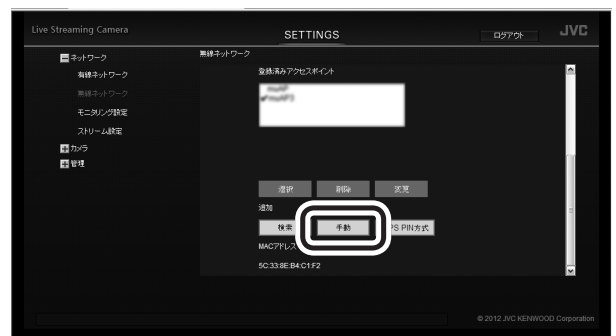 Live Streaming Camera
SETTINGS
ログアウト
JVC
ネットワーク
有線ネットワーク
無線ネットワーク
モニタリング設定
ストリーム設定
カメラ
管理
無線ネットワーク
登録済みアクセスポイント
選択 削除 変更
追加
検索 手動 PS PIN方式
MACアドレス
5C:33:8E:B4:C1:F2
© 2012 JVC KENWOOD Corporation